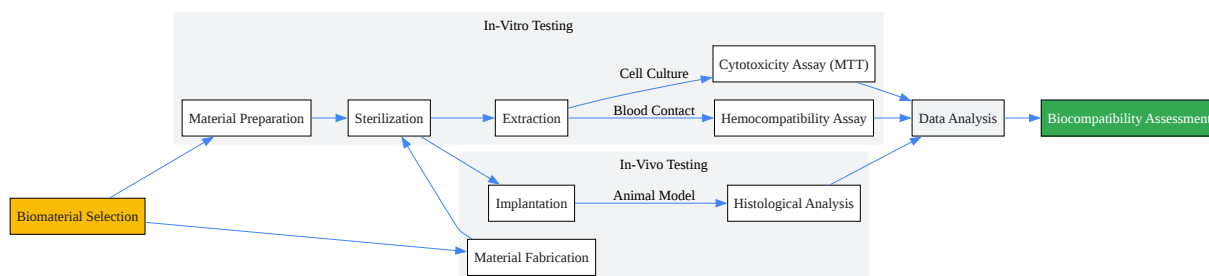 In-Vitro Testing
Cell Culture
Cytotoxicity Assay (MTT)
Material Preparation
Sterilization
Extraction
Blood Contact
Hemocompatibility Assay
Data Analysis
Biocompatibility Assessment
In-Vivo Testing
Biomaterial Selection
Implantation
Animal Model
Histological Analysis
Material Fabrication